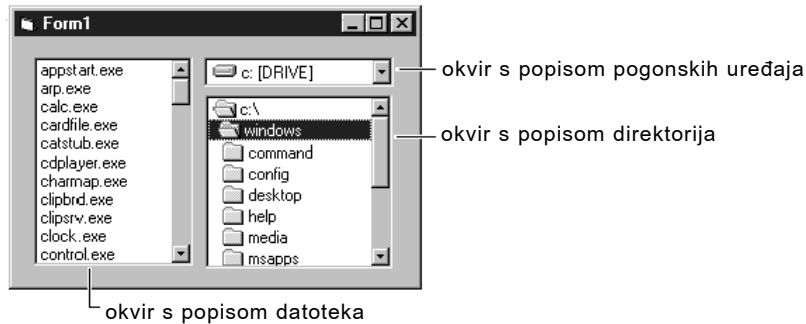 Form1
appstart.exe
arp.exe
calc.exe
cardfile.exe
catstub.exe
cdplayer.exe
charmap.exe
clipbrd.exe
clipsrv.exe
clock.exe
control.exe
c: [DRIVE]
c:\
windows
command
config
desktop
help
media
msapps
okvir s popisom pogonskih uređaja
okvir s popisom direktorija
okvir s popisom datoteka